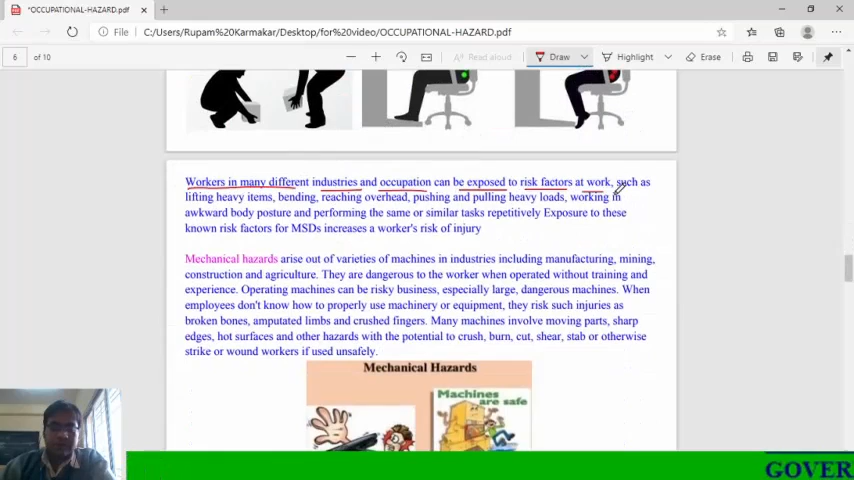 *OCCUPATIONAL-HAZARD.pdf
File
C:/Users/Rupam%20Karmakar/Desktop/for%20video/OCCUPATIONAL-HAZARD.pdf
6 of 10
Read aloud
Draw
Highlight
Erase
Workers in many different industries and occupation can be exposed to risk factors at work, such as
lifting heavy items, bending, reaching overhead, pushing and pulling heavy loads, working in
awkward body posture and performing the same or similar tasks repetitively Exposure to these
known risk factors for MSDs increases a worker's risk of injury
Mechanical hazards arise out of varieties of machines in industries including manufacturing, mining,
construction and agriculture. They are dangerous to the worker when operated without training and
experience. Operating machines can be risky business, especially large, dangerous machines. When
employees don't know how to properly use machinery or equipment, they risk such injuries as
broken bones, amputated limbs and crushed fingers. Many machines involve moving parts, sharp
edges, hot surfaces and other hazards with the potential to crush, burn, cut, shear, stab or otherwise
strike or wound workers if used unsafely.
Mechanical Hazards
Machines
are safe
GOVER